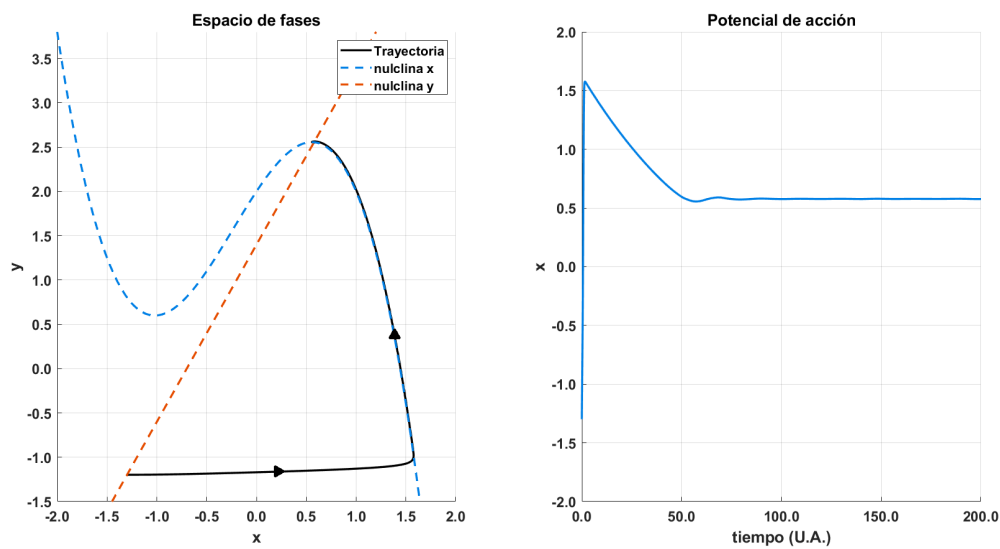 Espacio de fases
Trayectoria
nulclina x
nulclina y
3.5
3.0
2.5
2.0
1.5
1.0
0.5
0.0
-0.5
-1.0
-1.5
y
-2.0 -1.5 -1.0 -0.5 0.0 0.5 1.0 1.5 2.0
x
Potencial de acción
2.0
1.5
1.0
0.5
0.0
-0.5
-1.0
-1.5
-2.0
x
0.0 50.0 100.0 150.0 200.0
tiempo (U.A.)